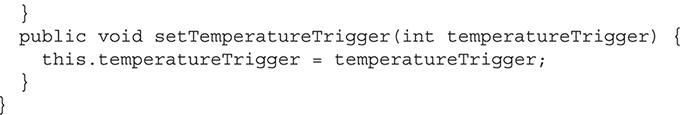 }
  public void setTemperatureTrigger(int temperatureTrigger) {
    this.temperatureTrigger = temperatureTrigger;
  }
}